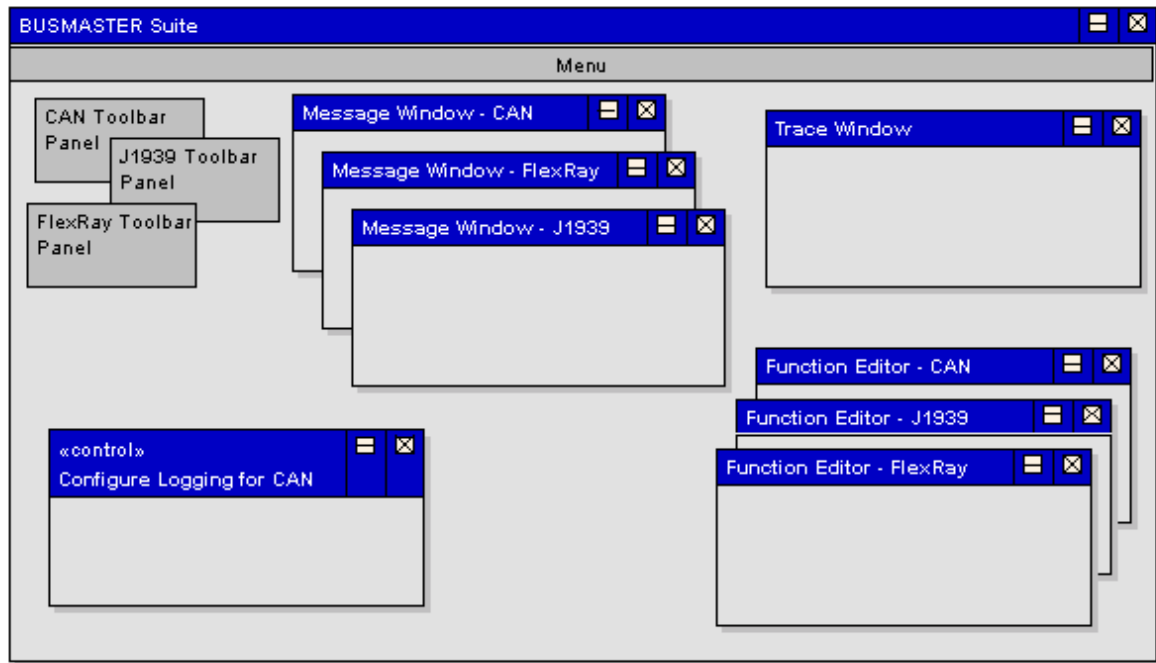 BUSMASTER Suite
Menu
CAN Toolbar
Panel
J1939 Toolbar
Panel
FlexRay Toolbar
Panel
Message Window - CAN
Message Window - FlexRay
Message Window - J1939
Trace Window
Function Editor - CAN
Function Editor - J1939
Function Editor - FlexRay
«control»
Configure Logging for CAN